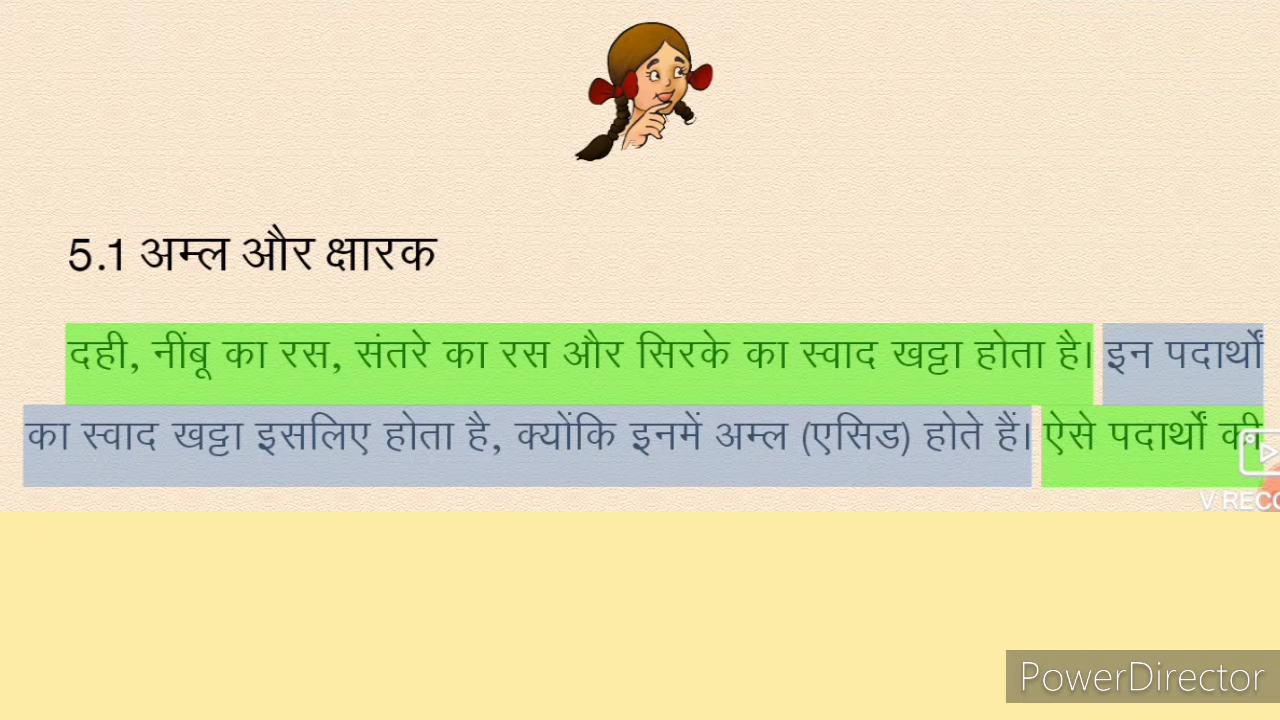 5.1 अम्ल और क्षारक
दही, नींबू का रस, संतरे का रस और सिरके का स्वाद खट्टा होता है। इन पदार्थों
का स्वाद खट्टा इसलिए होता है, क्योंकि इनमें अम्ल (एसिड) होते हैं। ऐसे पदार्थों की
PowerDirector